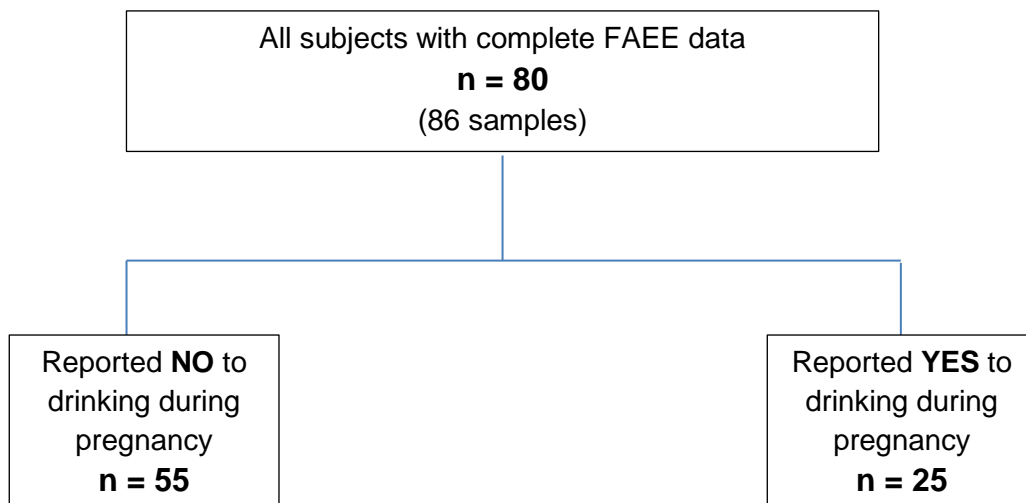 All subjects with complete FAEE data
n = 80
(86 samples)
Reported NO to
drinking during
pregnancy
n = 55
Reported YES to
drinking during
pregnancy
n = 25